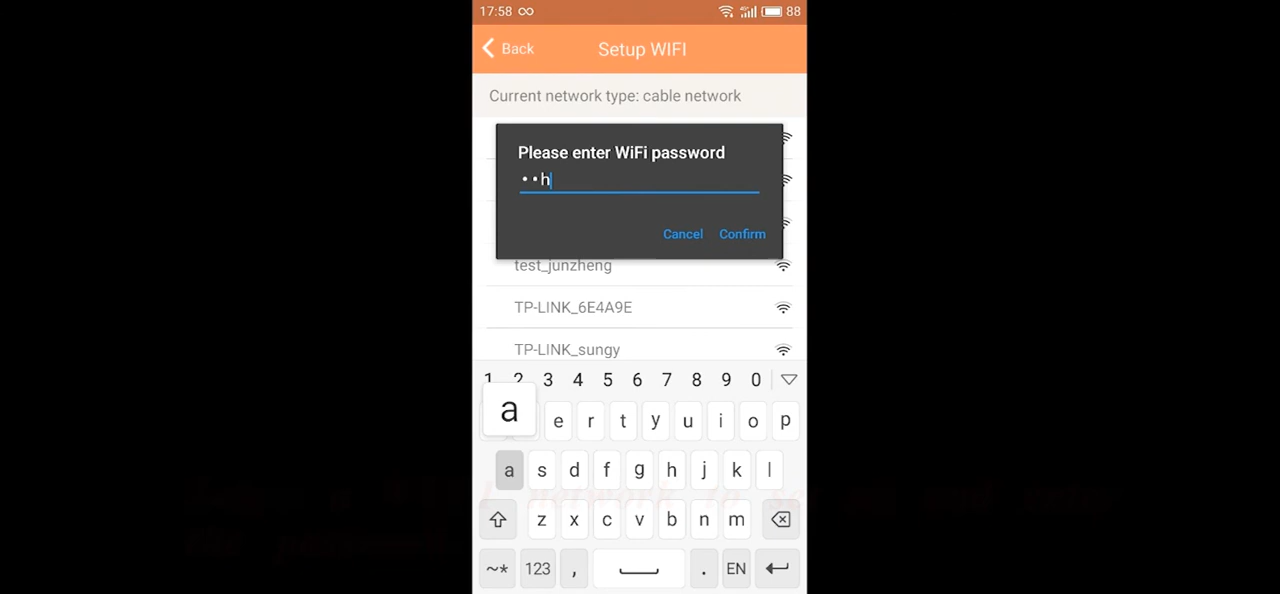 17:58 88
Back Setup WIFI
Current network type: cable network
Please enter WiFi password
••h
Cancel Confirm
test_junzheng
TP-LINK_6E4A9E
TP-LINK_sungy
1 2 3 4 5 6 7 8 9 0
a e r t y u i o p
a s d f g h j k l
z x c v b n m
~* 123 , . EN